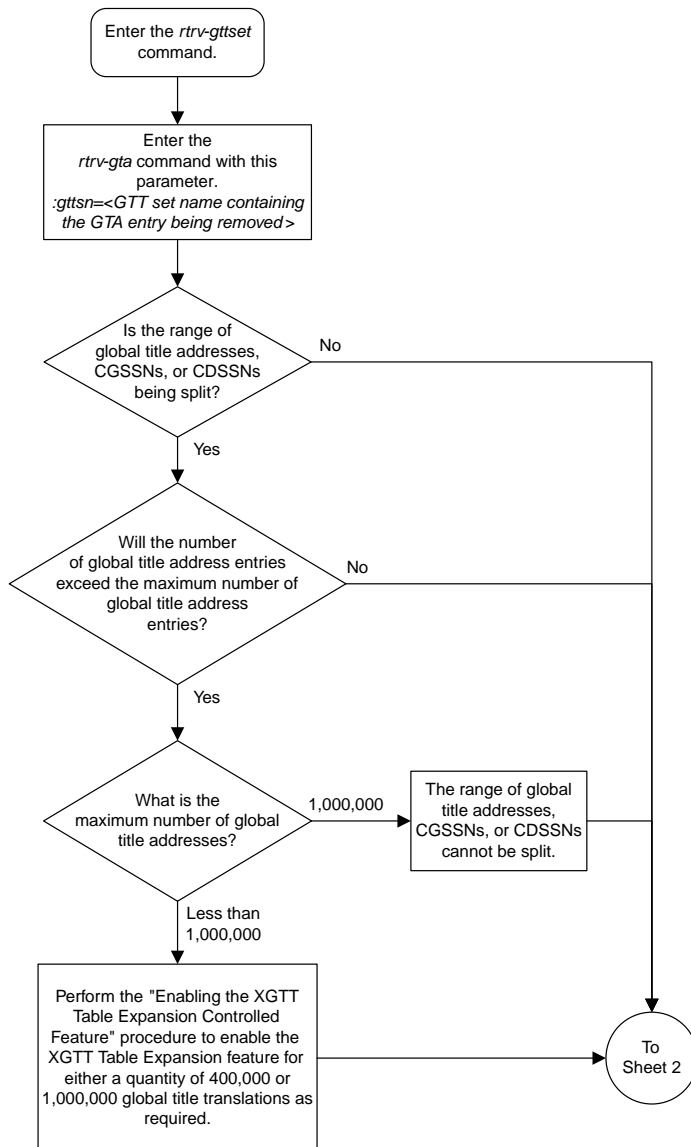 Enter the rtrv-gttset
command.
Enter the
rtrv-gta command with this
parameter.
:gttsn=<GTT set name containing
the GTA entry being removed>
Is the range of
global title addresses,
CGSSNs, or CDSSNs
being split?
No
Yes
Will the number
of global title address entries
exceed the maximum number of
global title address
entries?
No
Yes
What is the
maximum number of global
title addresses?
1,000,000
The range of global
title addresses,
CGSSNs, or CDSSNs
cannot be split.
Less than
1,000,000
Perform the "Enabling the XGTT
Table Expansion Controlled
Feature" procedure to enable the
XGTT Table Expansion feature for
either a quantity of 400,000 or
1,000,000 global title translations as
required.
To
Sheet 2